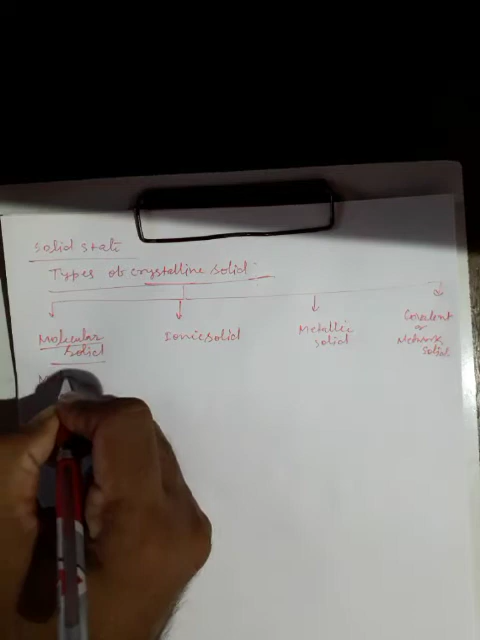 Solid state
Types of crystalline solid
Molecular solid
Ionic solid
Metallic solid
Covalent or Network solid